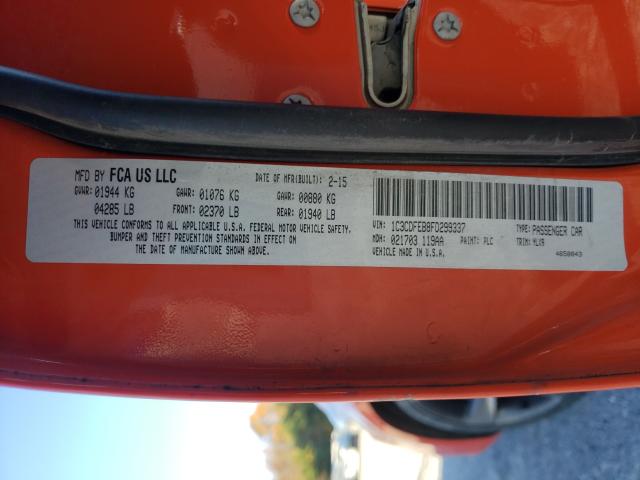 MFD BY FCA US LLC DATE OF MFR(BUILT): 2-15
GVWR: 01944 KG GAWR: 01076 KG GAWR: 00880 KG
04285 LB FRONT: 02370 LB REAR: 01940 LB
THIS VEHICLE CONFORMS TO ALL APPLICABLE U.S.A. FEDERAL MOTOR VEHICLE SAFETY,
BUMPER AND THEFT PREVENTION STANDARDS IN EFFECT ON
THE DATE OF MANUFACTURE SHOWN ABOVE.
VIN: 1C3CDFEB8FD299337 TYPE: PASSENGER CAR
MDH: 021703 119AA PAINT: PLC TRIM: HLX9
VEHICLE MADE IN U.S.A. 4650043